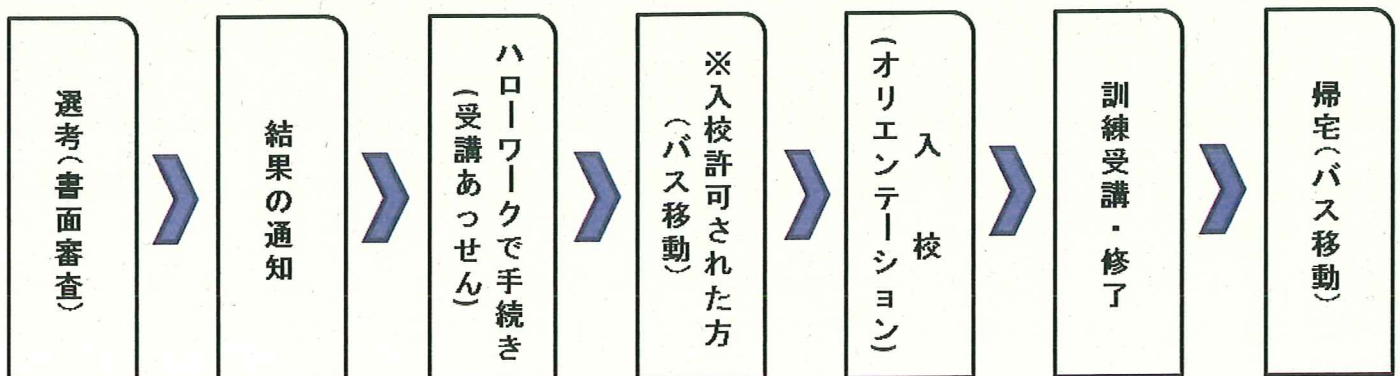 選考(書面審査)
結果の通知
ハローワークで手続き
(受講あっせん)
※入校許可された方
(バス移動)
入校
(オリエンテーション)
訓練受講・修了
帰宅(バス移動)